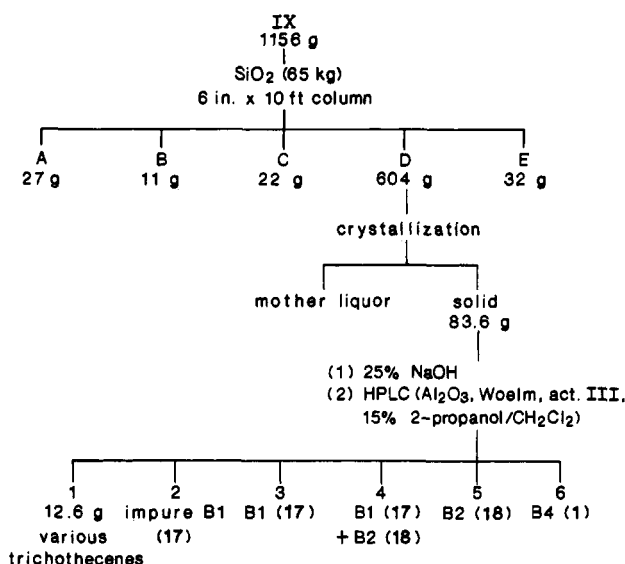 IX
1156 g
SiO₂ (65 kg)
6 in. x 10 ft column
A B C D E
27 g 11 g 22 g 604 g 32 g
crystallization
mother liquor solid
83.6 g
(1) 25% NaOH
(2) HPLC (Al₂O₃, Woelm, act. III,
15% 2-propanol/CH₂Cl₂)
1 2 3 4 5 6
12.6 g impure B1 B1 (17) B1 (17) B2 (18) B4 (1)
various (17) +B2 (18)
trichothecenes